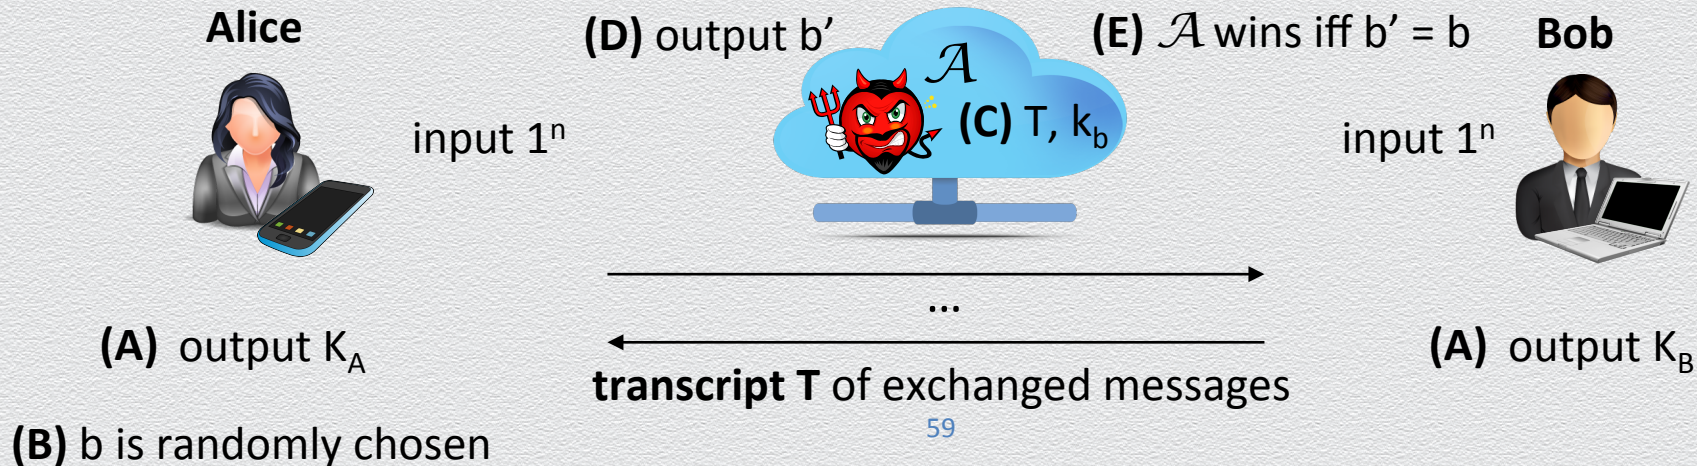 Alice
(D) output b’
𝒜
(E) 𝒜 wins iff b’ = b
Bob
input 1ⁿ
(C) T, k_b
input 1ⁿ
...
(A) output K_A
(A) output K_B
transcript T of exchanged messages
59
(B) b is randomly chosen